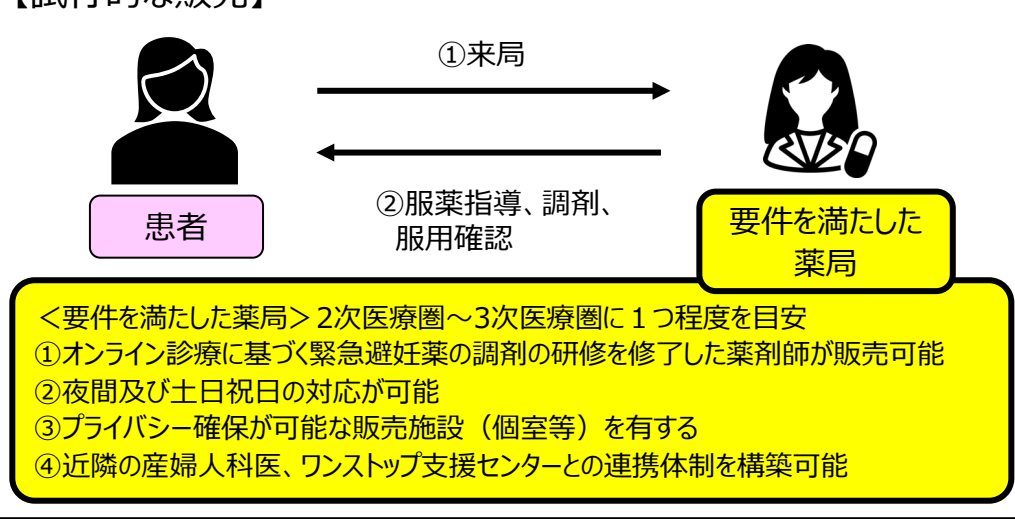 【試行的な販売】
①来局
②服薬指導、調剤、
服用確認
患者
要件を満たした
薬局
＜要件を満たした薬局＞2次医療圏～3次医療圏に１つ程度を目安
①オンライン診療に基づく緊急避妊薬の調剤の研修を修了した薬剤師が販売可能
②夜間及び土日祝日の対応が可能
③プライバシー確保が可能な販売施設（個室等）を有する
④近隣の産婦人科医、ワンストップ支援センターとの連携体制を構築可能